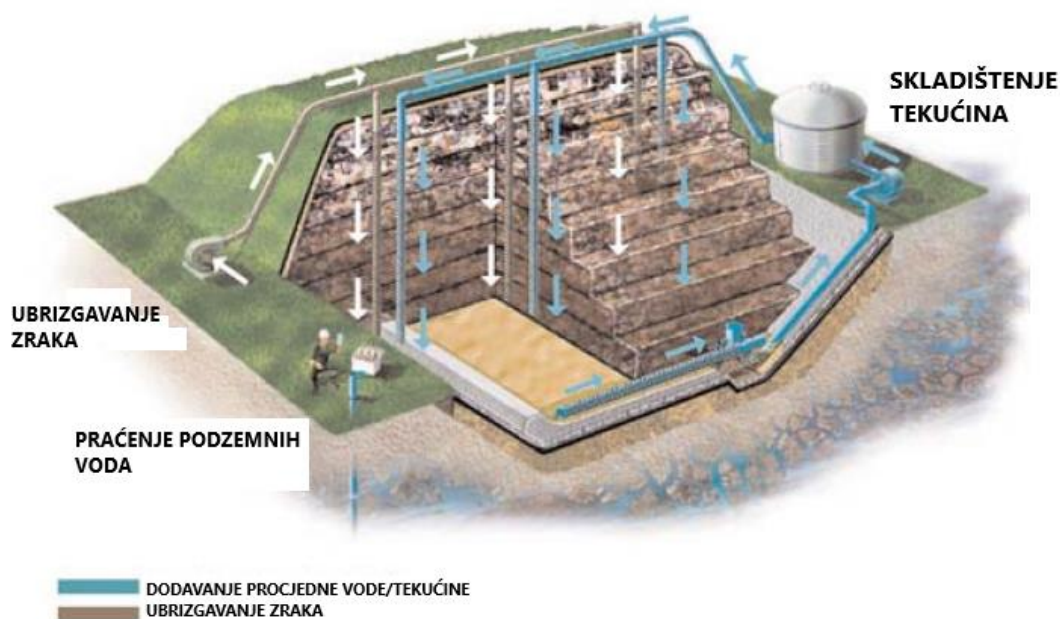 SKLADIŠTENJE
TEKUĆINA
UBRIZGAVANJE
ZRAKA
PRAĆENJE PODZEMNIH
VODA
DODAVANJE PROCJEDNE VODE/TEKUĆINE
UBRIZGAVANJE ZRAKA